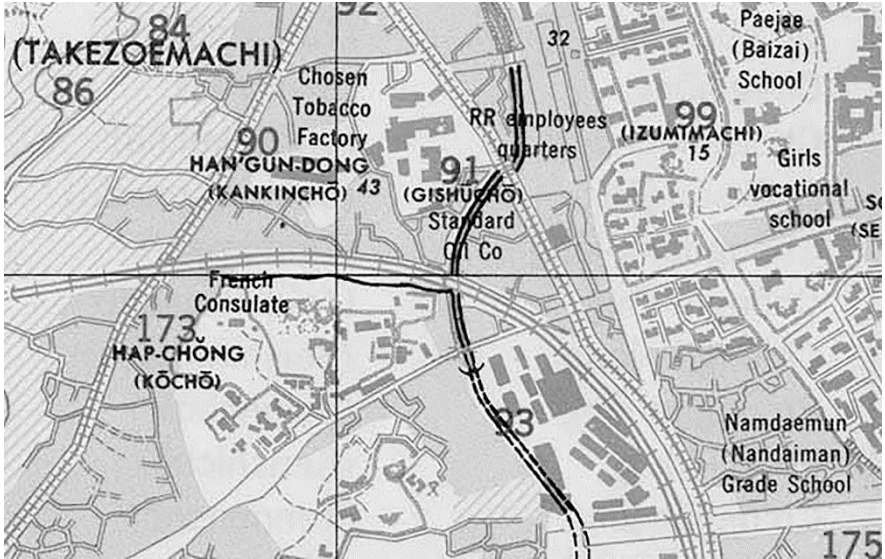 92
84
(TAKEZOEMACHI)
86
Chosen
Tobacco
Factory
32
Paejae
(Baizai)
School
90
HAN'GUN-DONG
(KANKINCHŌ)
43
91
(GISHŪCHŌ)
Standard
Oil Co
RR employees
quarters
99
(IZUMIMACHI)
15
Girls
vocational
school
(SE
French
Consulate
173
HAP-CHŎNG
(KŌCHŌ)
93
Namdaemun
(Nandaiman)
Grade School
175